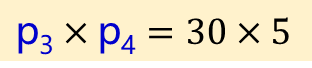 p₃ × p₄ = 30 × 5